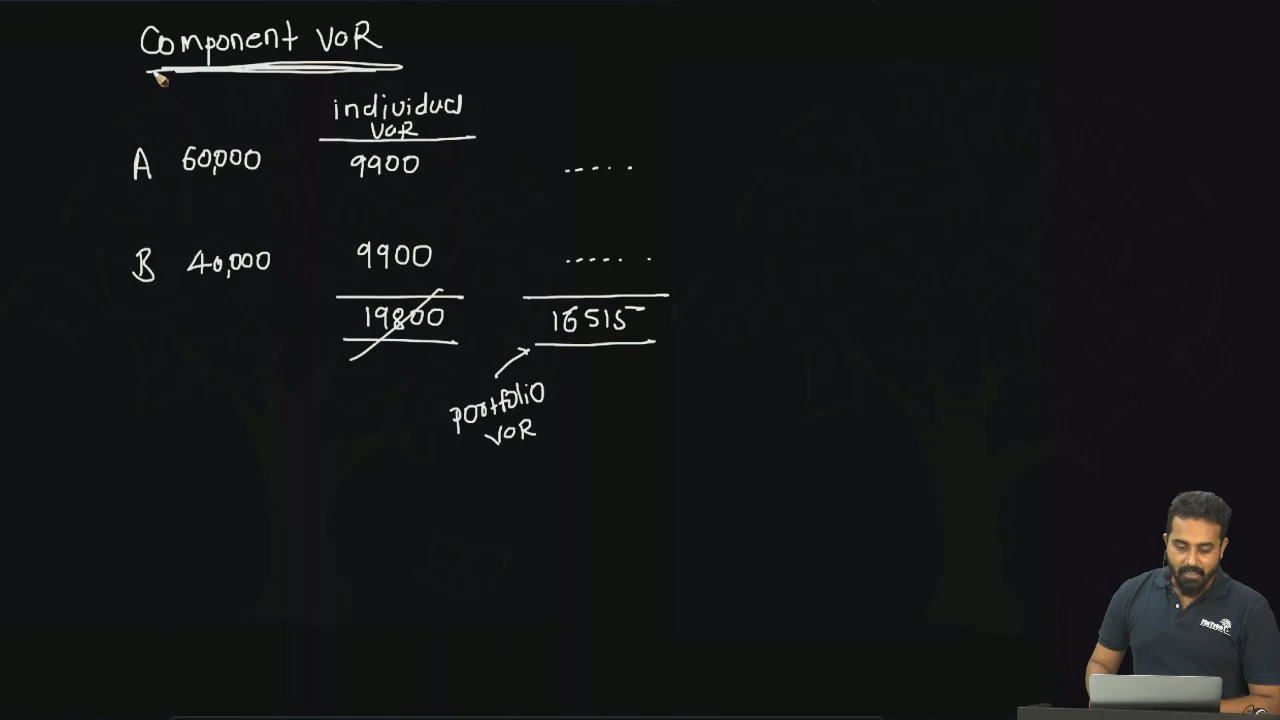 Component VaR
individual
VaR
A 60,000 9900 .....
B 40,000 9900 .....
19800 16515
portfolio
VaR